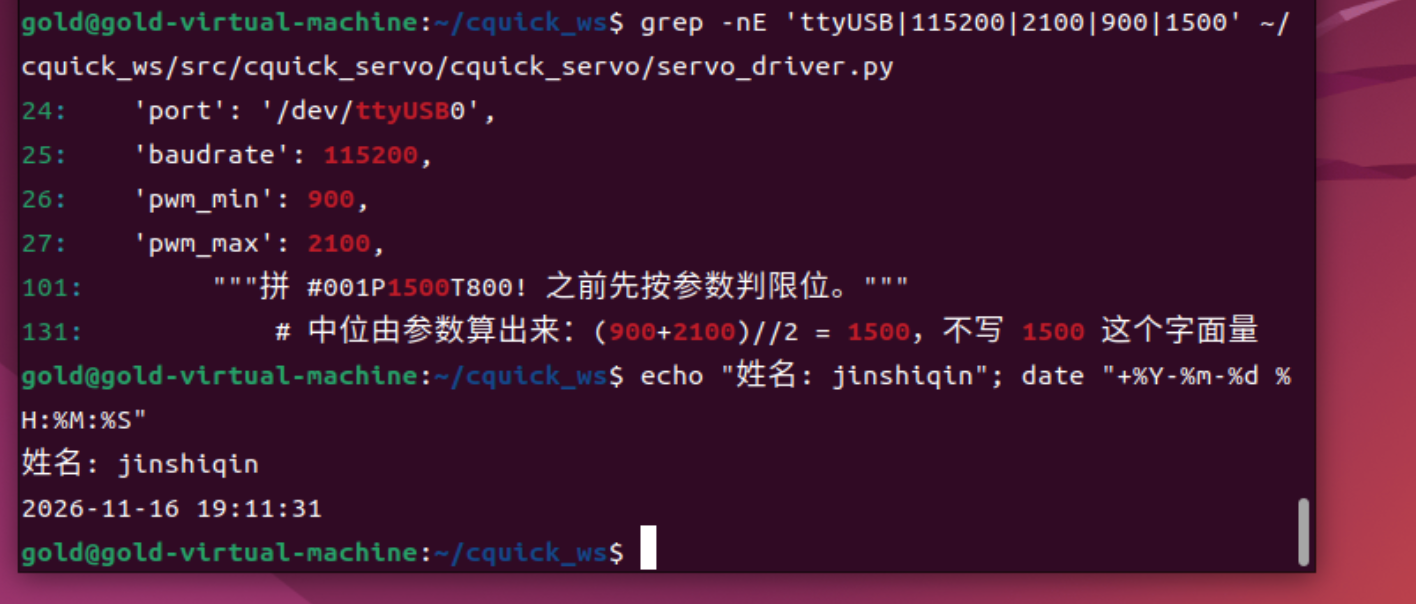 gold@gold-virtual-machine:~/cquick_ws$ grep -nE 'ttyUSB|115200|2100|900|1500' ~/
cquick_ws/src/cquick_servo/cquick_servo/servo_driver.py
24:    'port': '/dev/ttyUSB0',
25:    'baudrate': 115200,
26:    'pwm_min': 900,
27:    'pwm_max': 2100,
101:        """拼 #001P1500T800! 之前先按参数判限位。"""
131:            # 中位由参数算出来：(900+2100)//2 = 1500，不写 1500 这个字面量
gold@gold-virtual-machine:~/cquick_ws$ echo "姓名: jinshiqin"; date "+%Y-%m-%d %
H:%M:%S"
姓名: jinshiqin
2026-11-16 19:11:31
gold@gold-virtual-machine:~/cquick_ws$